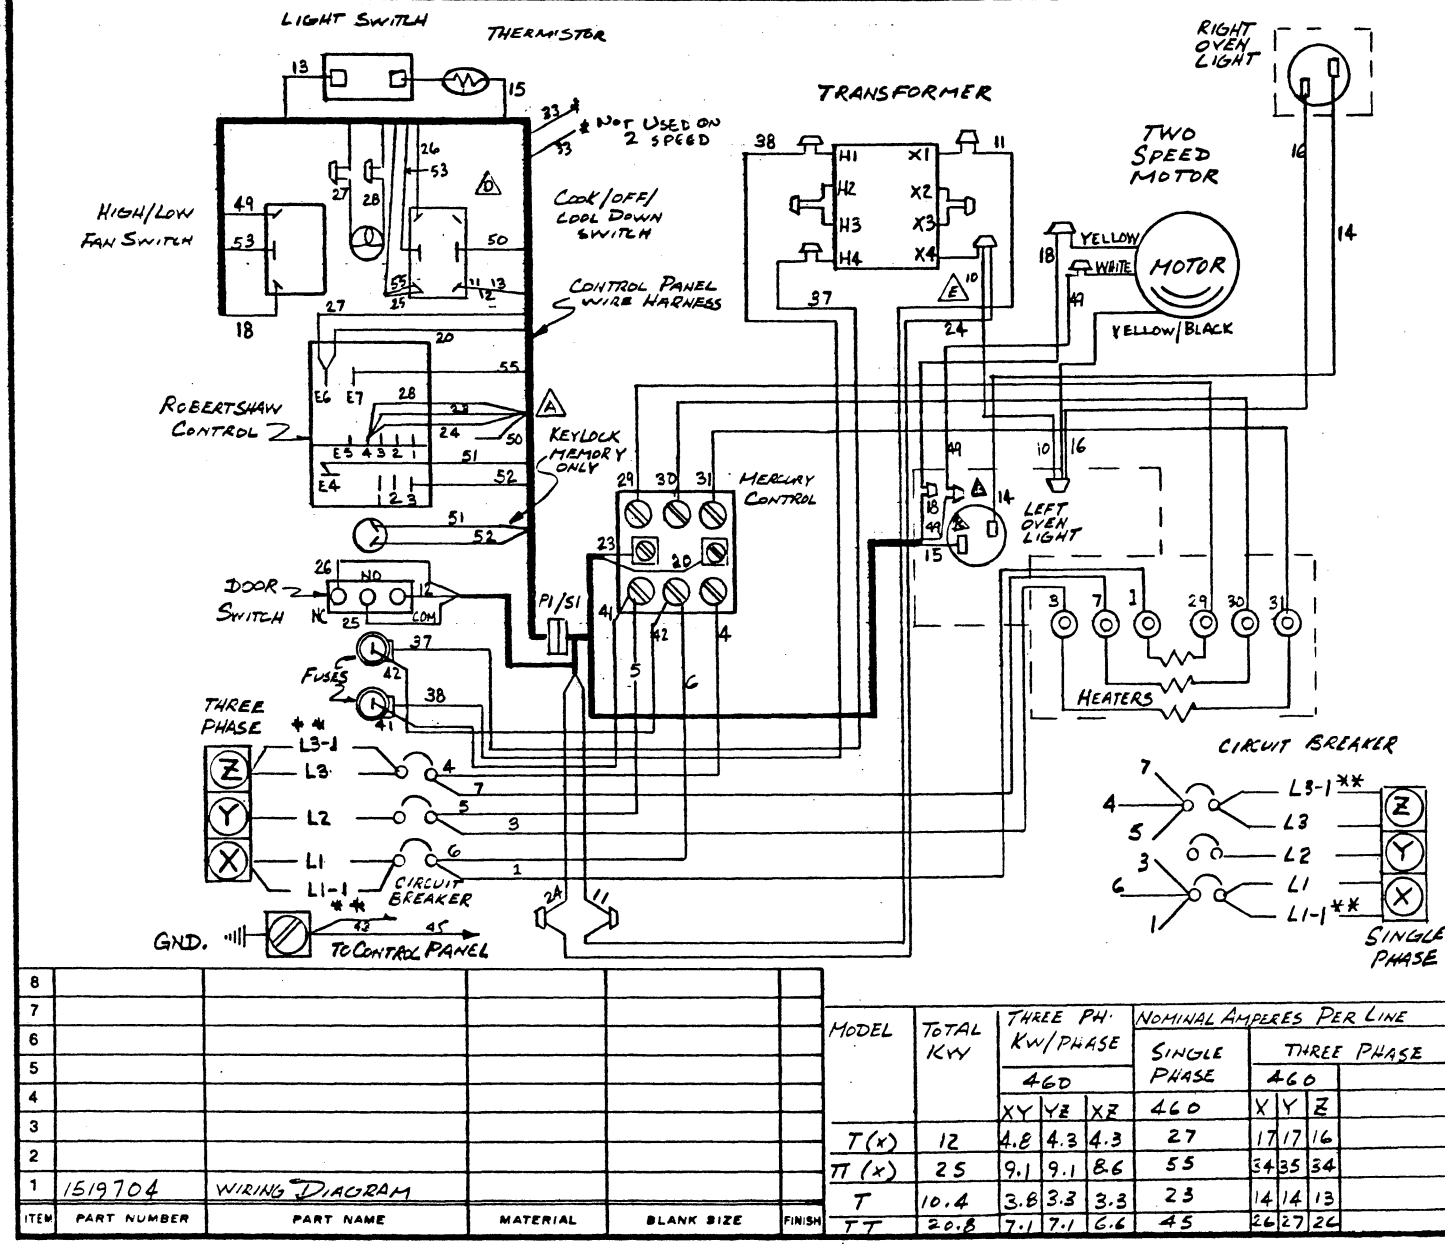 LIGHT SWITCH
THERMISTOR
RIGHT
OVEN
LIGHT
13
15
33 *
33
* NOT USED ON
2 SPEED
TRANSFORMER
TWO
SPEED
MOTOR
38
H1
X1
11
H2
X2
H3
X3
H4
X4
37
10
E
24
16
14
26
53
27
28
D
HIGH/LOW
FAN SWITCH
49
53
18
COOK/OFF/
COOL DOWN
SWITCH
50
55
25
11
13
12
CONTROL PANEL
WIRE HARNESS
YELLOW
WHITE
MOTOR
YELLOW/BLACK
18
49
27
20
55
E6
E7
28
23
24
50
A
ROBERTSHAW
CONTROL
E5 4 3 2 1
51
52
E4
1 2 3
KEYLOCK
MEMORY
ONLY
51
52
29
30
31
MERCURY
CONTROL
23
20
41
42
4
5
6
49
10
16
18
49
14
15
LEFT
OVEN
LIGHT
DOOR
SWITCH
26
NO
12
NC
25
COM
P1/S1
3
7
1
29
30
31
HEATERS
FUSES
37
42
38
41
THREE
PHASE
**
L3-1
L3
Z
Y
L2
X
L1
L1-1
**
CIRCUIT
BREAKER
4
7
5
3
6
1
24
11
GND.
43
45
TO CONTROL PANEL
CIRCUIT BREAKER
7
4
5
3
6
1
L3-1**
L3
L2
L1
L1-1**
Z
Y
X
SINGLE
PHASE
8
7
6
5
4
3
2
1 1519704 WIRING DIAGRAM
ITEM PART NUMBER PART NAME MATERIAL BLANK SIZE FINISH
MODEL TOTAL KW THREE PH. KW/PHASE NOMINAL AMPERES PER LINE
SINGLE PHASE THREE PHASE
460 460
XY YZ XZ 460 X Y Z
T(X) 12 4.8 4.3 4.3 27 17 17 16
TT (X) 25 9.1 9.1 8.6 55 34 35 34
T 10.4 3.8 3.3 3.3 23 14 14 13
TT 20.8 7.1 7.1 6.6 45 26 27 26